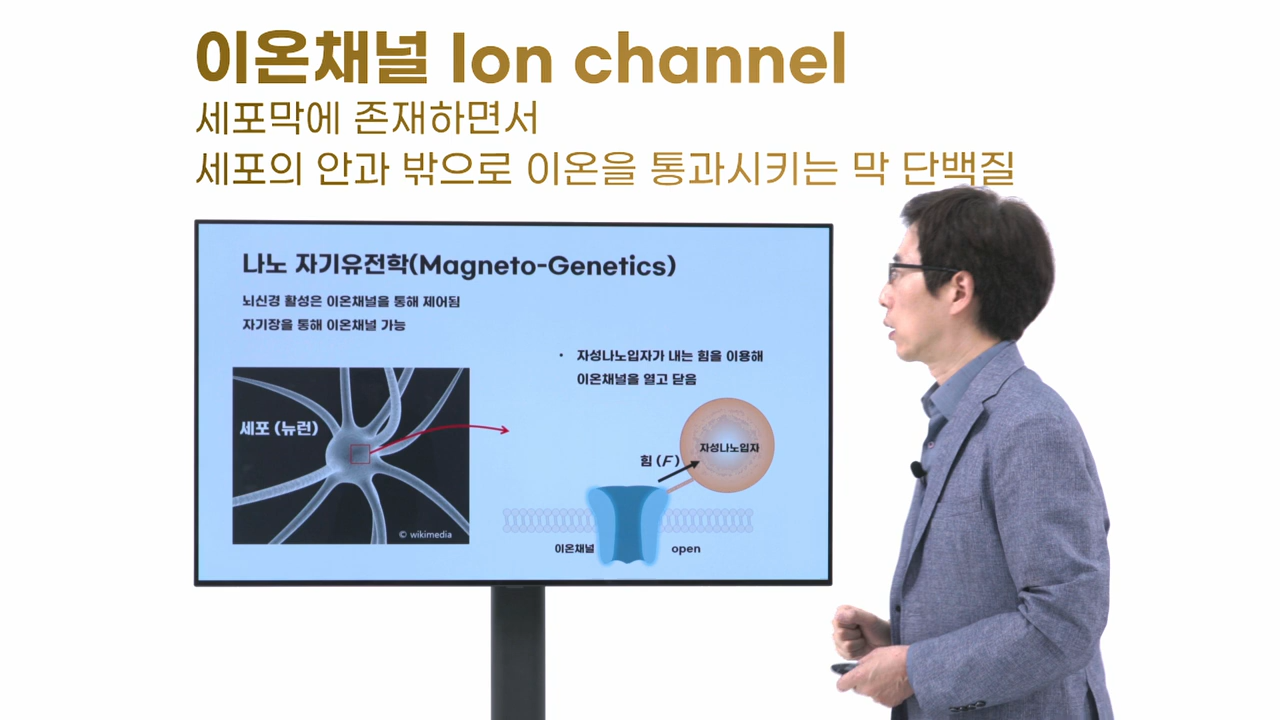 이온채널 Ion channel
세포막에 존재하면서
세포의 안과 밖으로 이온을 통과시키는 막 단백질
나노 자기유전학(Magneto-Genetics)
뇌신경 활성은 이온채널을 통해 제어됨
자기장을 통해 이온채널 가능
• 자성나노입자가 내는 힘을 이용해
이온채널을 열고 닫음
세포 (뉴런)
자성나노입자
힘 (F)
© wikimedia
이온채널
open